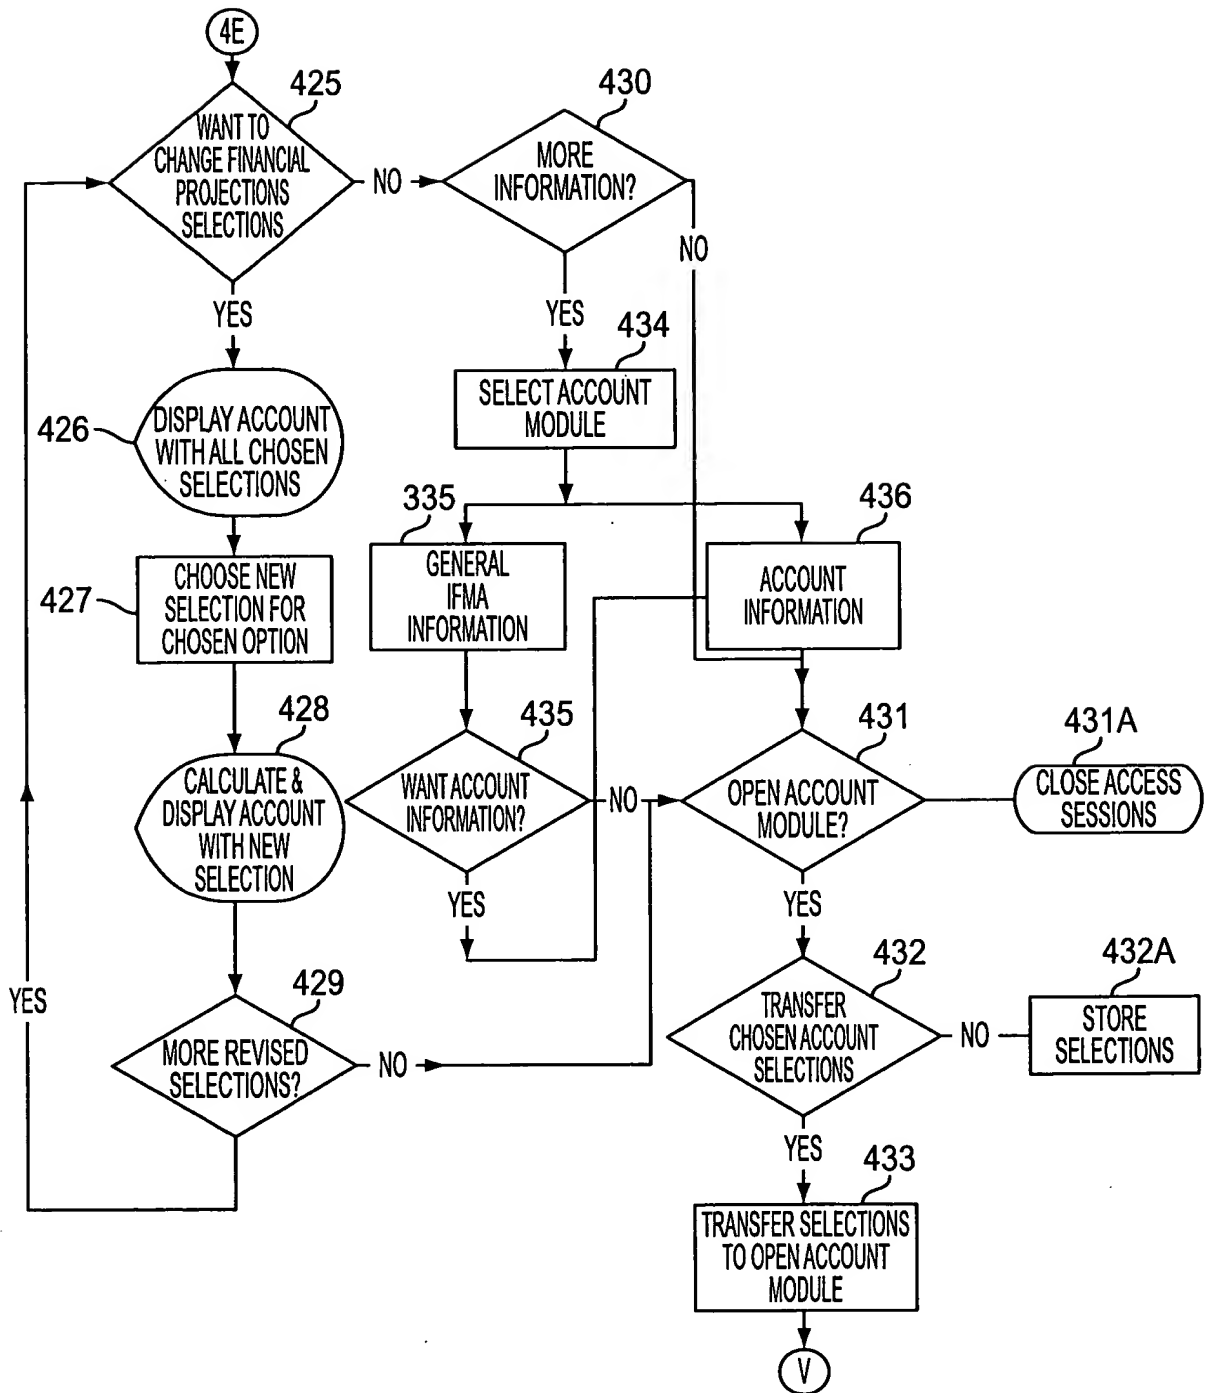 4E
425
WANT TO
CHANGE FINANCIAL
PROJECTIONS
SELECTIONS
NO
YES
430
MORE
INFORMATION?
NO
YES
426
DISPLAY ACCOUNT
WITH ALL CHOSEN
SELECTIONS
434
SELECT ACCOUNT
MODULE
427
CHOOSE NEW
SELECTION FOR
CHOSEN OPTION
335
GENERAL
IFMA
INFORMATION
436
ACCOUNT
INFORMATION
428
CALCULATE &
DISPLAY ACCOUNT
WITH NEW
SELECTION
435
WANT ACCOUNT
INFORMATION?
NO
YES
431
OPEN ACCOUNT
MODULE?
YES
431A
CLOSE ACCESS
SESSIONS
YES
429
MORE REVISED
SELECTIONS?
NO
432
TRANSFER
CHOSEN ACCOUNT
SELECTIONS
NO
YES
432A
STORE
SELECTIONS
433
TRANSFER SELECTIONS
TO OPEN ACCOUNT
MODULE
V